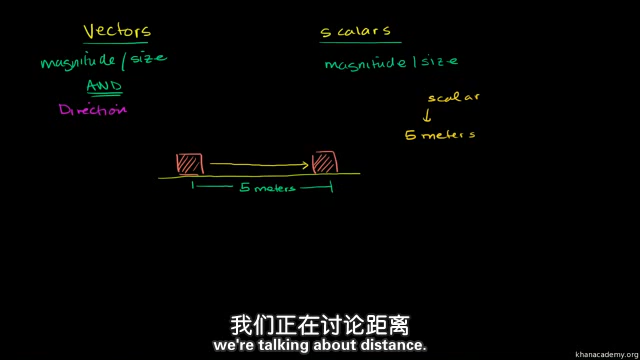 Vectors
magnitude / size
AND
Direction
scalars
magnitude / size
scalar
5 meters
5 meters
我们正在讨论距离
we're talking about distance.
khanacademy.org